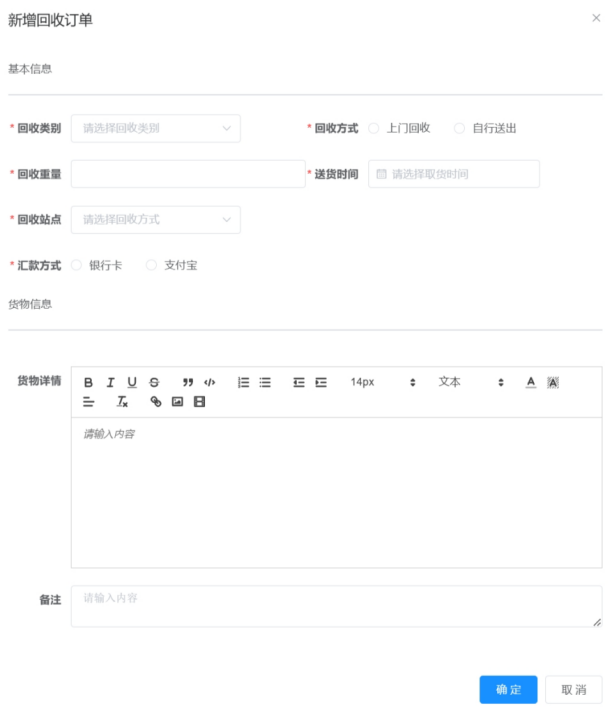 新增回收订单
基本信息
* 回收类别 请选择回收类别 * 回收方式 上门回收 自行送出
* 回收重量 * 送货时间 请选择取货时间
* 回收站点 请选择回收方式
* 汇款方式 银行卡 支付宝
货物信息
货物详情 B I U S 14px 文本 A A
请输入内容
备注 请输入内容
确定 取消